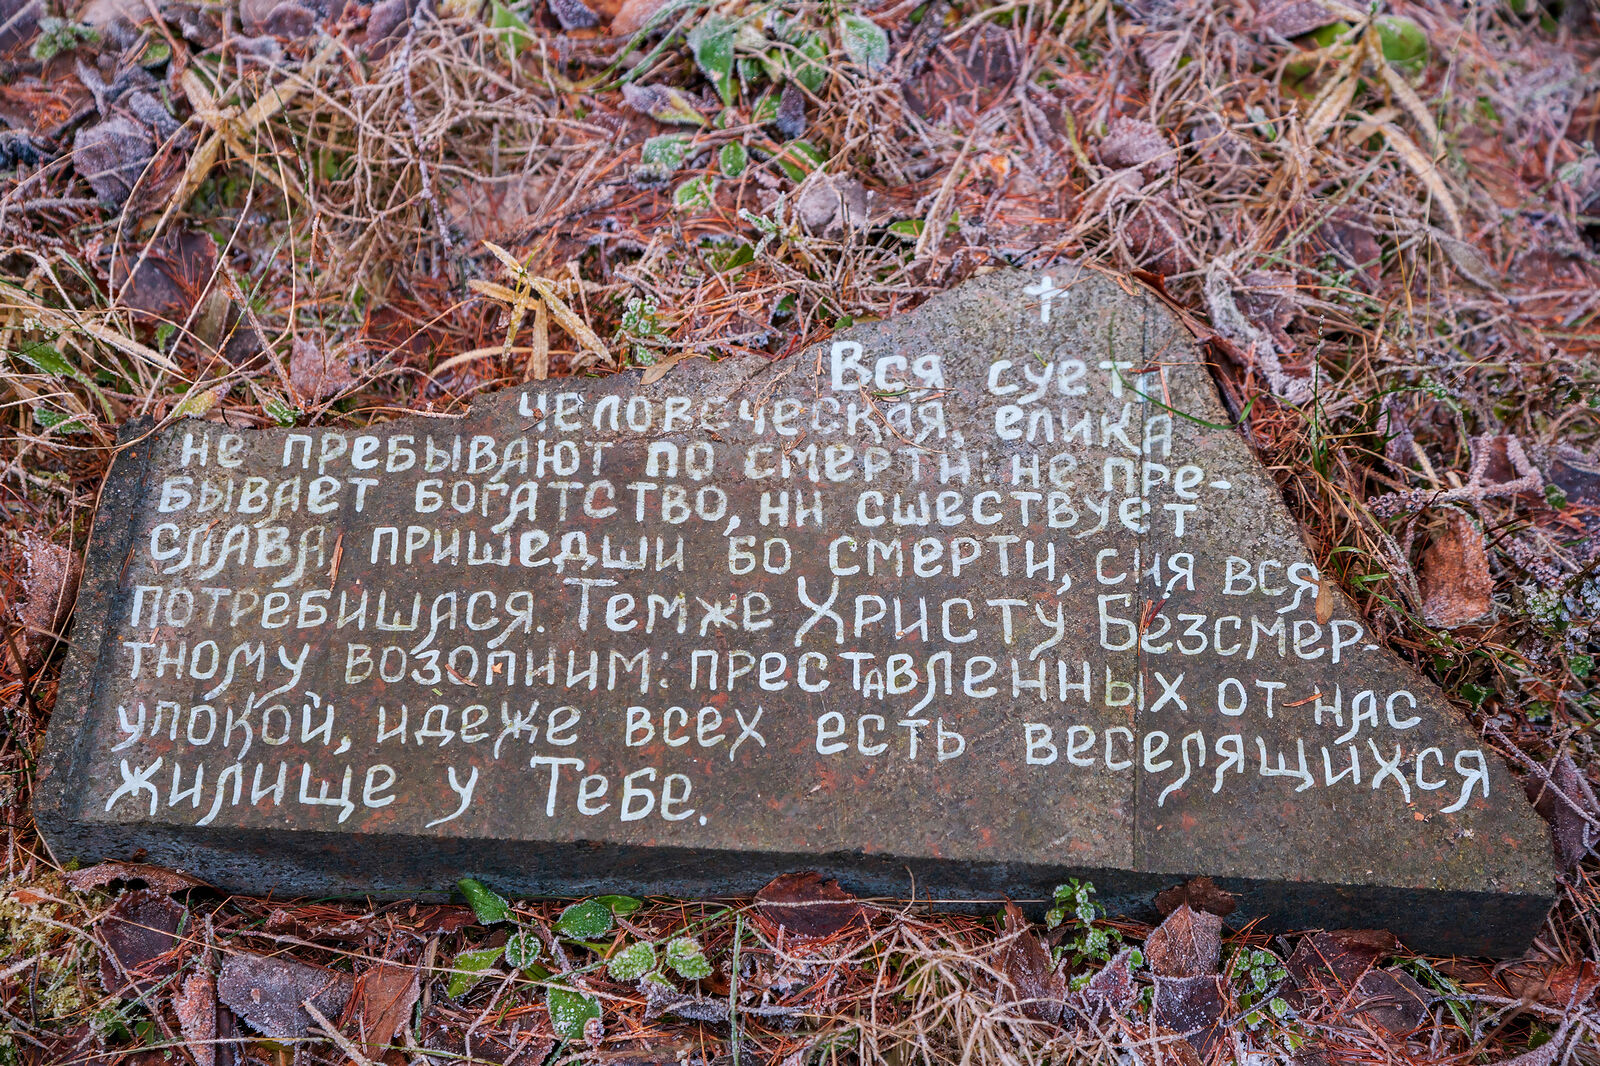 Вся сует
человеческая, елика
не пребывают по смерти: не пре-
бывает богатство, ни сшествует
слава пришедши бо смерти, сия вся
потребишася. Темже Христу Безсмер-
тному возопиим: преставленных от нас
упокой, идеже всех есть веселящихся
жилище у Тебе.